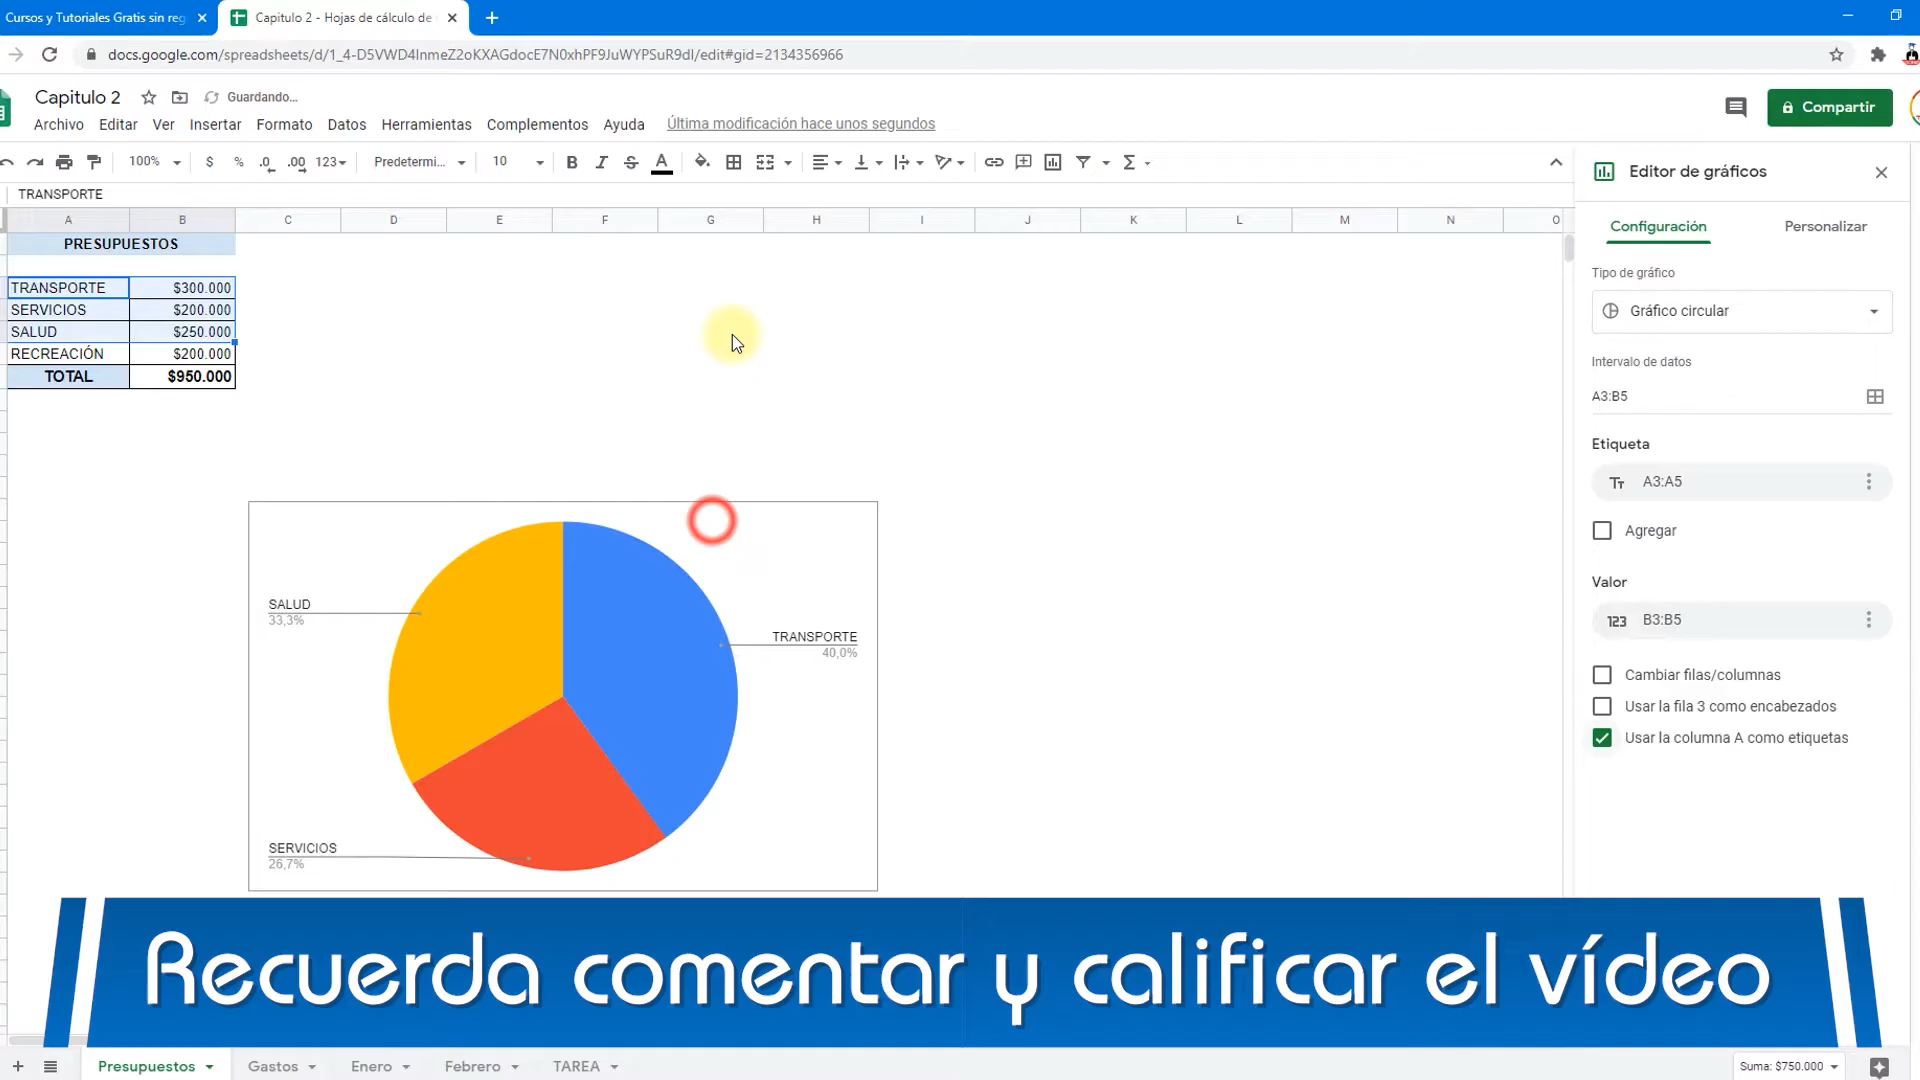 Cursos y Tutoriales Gratis sin reg
Capitulo 2 - Hojas de cálculo de
docs.google.com/spreadsheets/d/1_4-D5VWD4InmeZ2oKXAGdocE7N0xhPF9JuWYPSuR9dI/edit#gid=2134356966
Capitulo 2
Guardando...
Compartir
Archivo Editar Ver Insertar Formato Datos Herramientas Complementos Ayuda Última modificación hace unos segundos
100% $ % .0 .00 123 Predetermi... 10
TRANSPORTE
A B C D E F G H I J K L M N O
PRESUPUESTOS
TRANSPORTE $300.000
SERVICIOS $200.000
SALUD $250.000
RECREACIÓN $200.000
TOTAL $950.000
SALUD
33,3%
TRANSPORTE
40,0%
SERVICIOS
26,7%
Editor de gráficos
Configuración Personalizar
Tipo de gráfico
Gráfico circular
Intervalo de datos
A3:B5
Etiqueta
Tт A3:A5
Agregar
Valor
123 B3:B5
Cambiar filas/columnas
Usar la fila 3 como encabezados
Usar la columna A como etiquetas
Recuerda comentar y calificar el vídeo
Presupuestos Gastos Enero Febrero TAREA
Suma: $750.000